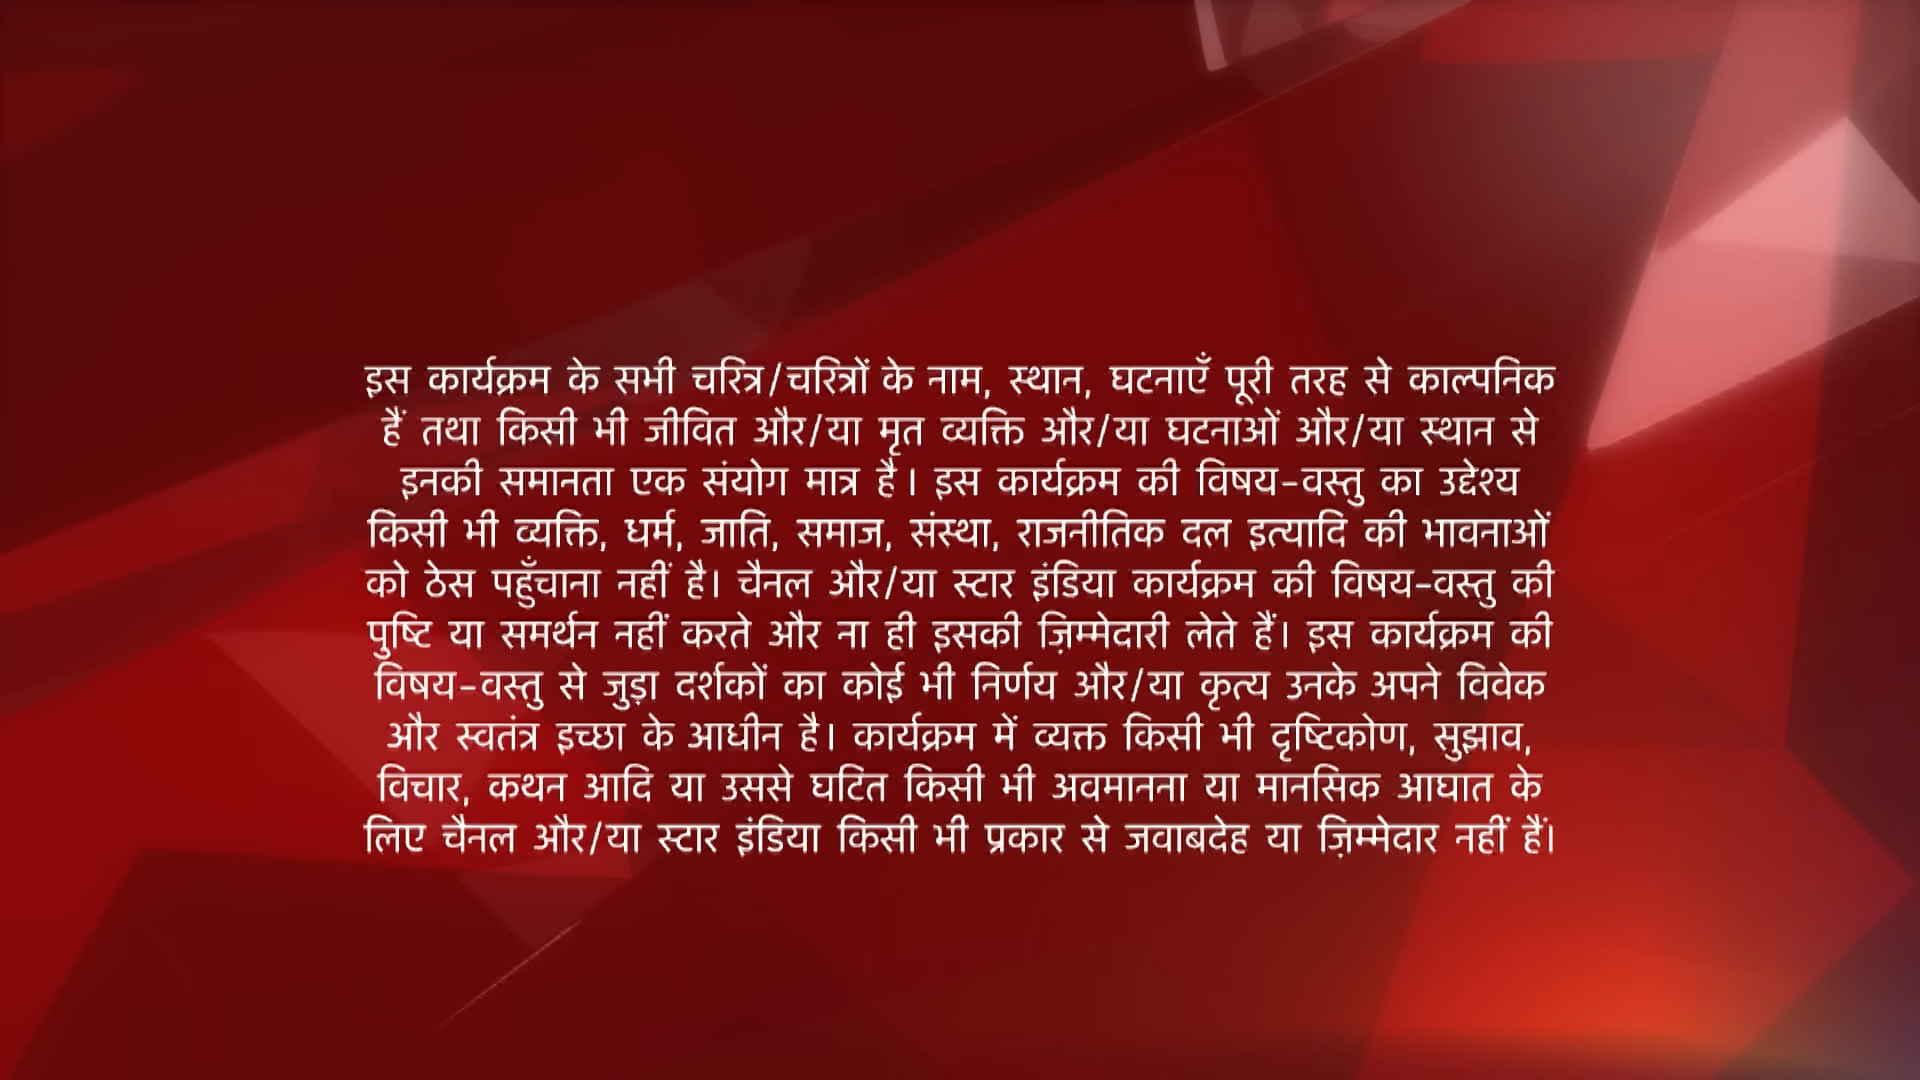 इस कार्यक्रम के सभी चरित्र/चरित्रों के नाम, स्थान, घटनाएँ पूरी तरह से काल्पनिक
हैं तथा किसी भी जीवित और/या मृत व्यक्ति और/या घटनाओं और/या स्थान से
इनकी समानता एक संयोग मात्र है। इस कार्यक्रम की विषय-वस्तु का उद्देश्य
किसी भी व्यक्ति, धर्म, जाति, समाज, संस्था, राजनीतिक दल इत्यादि की भावनाओं
को ठेस पहुँचाना नहीं है। चैनल और/या स्टार इंडिया कार्यक्रम की विषय-वस्तु की
पुष्टि या समर्थन नहीं करते और ना ही इसकी ज़िम्मेदारी लेते हैं। इस कार्यक्रम की
विषय-वस्तु से जुड़ा दर्शकों का कोई भी निर्णय और/या कृत्य उनके अपने विवेक
और स्वतंत्र इच्छा के आधीन है। कार्यक्रम में व्यक्त किसी भी दृष्टिकोण, सुझाव,
विचार, कथन आदि या उससे घटित किसी भी अवमानना या मानसिक आघात के
लिए चैनल और/या स्टार इंडिया किसी भी प्रकार से जवाबदेह या ज़िम्मेदार नहीं हैं।